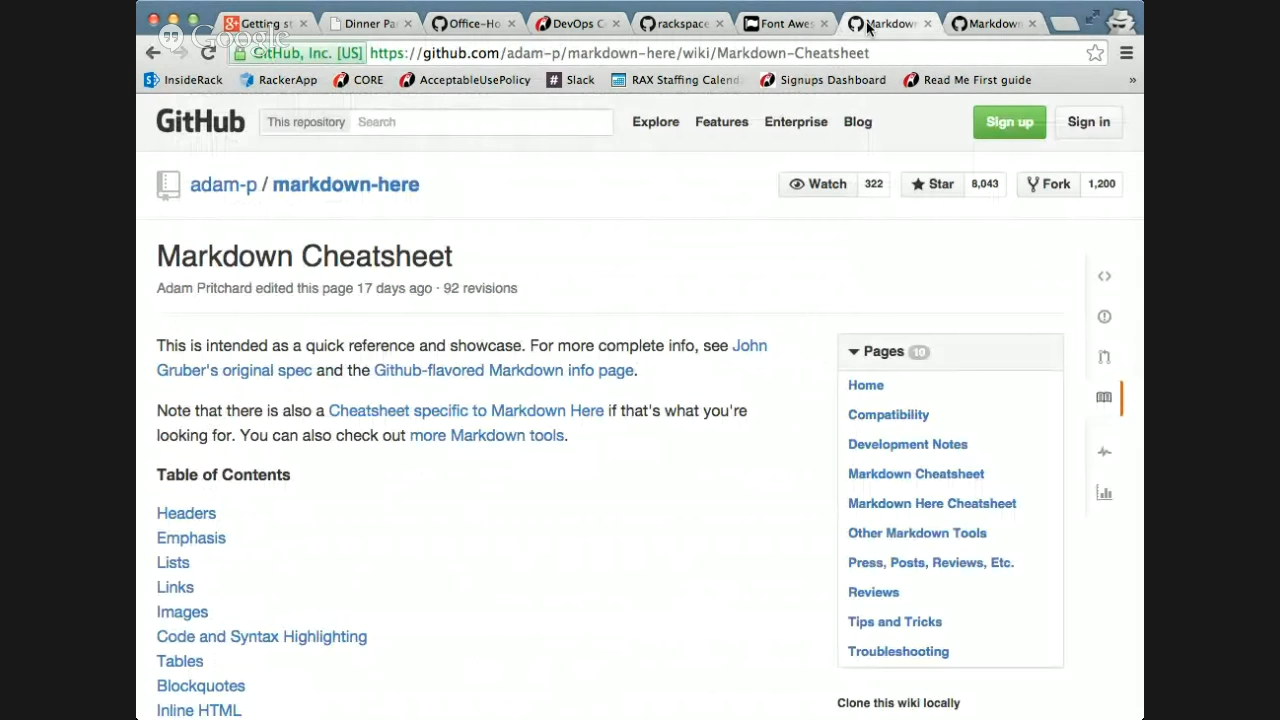 Getting st
Dinner Pa
Office-Ho
DevOps C
rackspace
Font Awes
Markdown
Markdown
Google
GitHub, Inc. [US] https://github.com/adam-p/markdown-here/wiki/Markdown-Cheatsheet
InsideRack RackerApp CORE AcceptableUsePolicy Slack RAX Staffing Calend Signups Dashboard Read Me First guide »
GitHub This repository Search Explore Features Enterprise Blog Sign up Sign in
adam-p / markdown-here Watch 322 Star 8,043 Fork 1,200
Markdown Cheatsheet
Adam Pritchard edited this page 17 days ago · 92 revisions
This is intended as a quick reference and showcase. For more complete info, see John
Gruber's original spec and the Github-flavored Markdown info page.
Note that there is also a Cheatsheet specific to Markdown Here if that's what you're
looking for. You can also check out more Markdown tools.
Table of Contents
Headers
Emphasis
Lists
Links
Images
Code and Syntax Highlighting
Tables
Blockquotes
Inline HTML
Pages 10
Home
Compatibility
Development Notes
Markdown Cheatsheet
Markdown Here Cheatsheet
Other Markdown Tools
Press, Posts, Reviews, Etc.
Reviews
Tips and Tricks
Troubleshooting
Clone this wiki locally